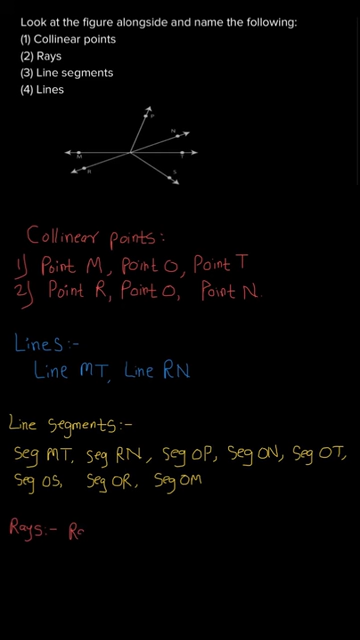 Look at the figure alongside and name the following:
(1) Collinear points
(2) Rays
(3) Line segments
(4) Lines
P
N
M
T
R
S
Collinear points:
1) Point M, Point O, Point T
2) Point R, Point O, Point N.
Lines:-
Line MT, Line RN
Line Segments:-
Seg MT, Seg RN, Seg OP, Seg ON, Seg OT,
Seg OS, Seg OR, Seg OM
Rays:- Ra